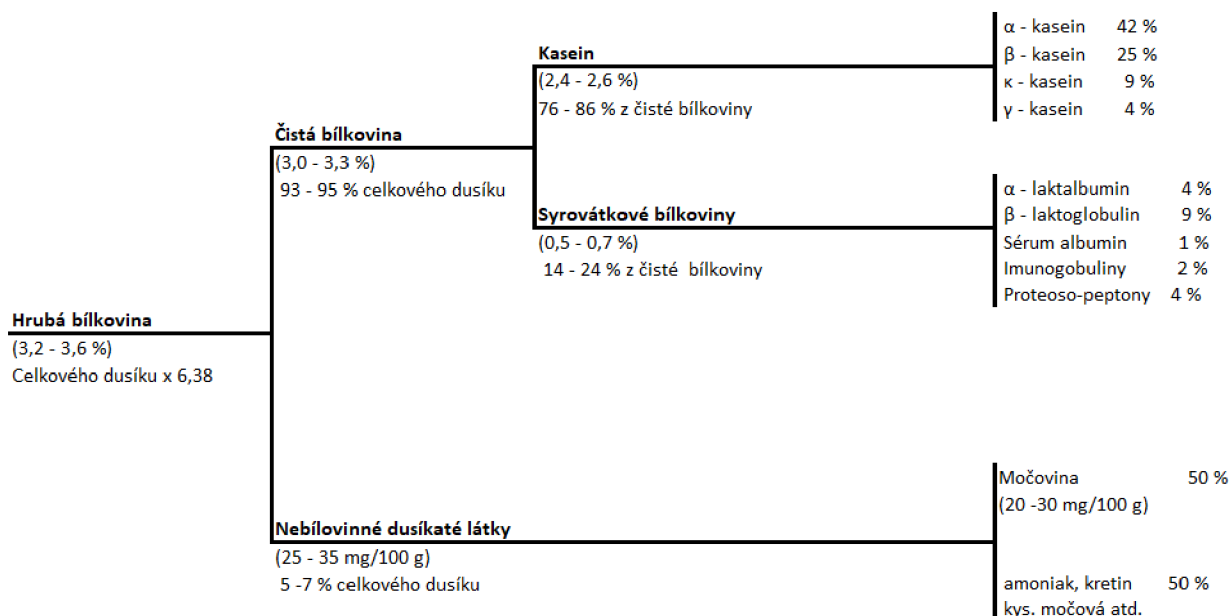 Hrubá bílkovina
(3,2 - 3,6 %)
Celkového dusíku x 6,38
Čistá bílkovina
(3,0 - 3,3 %)
93 - 95 % celkového dusíku
Kasein
(2,4 - 2,6 %)
76 - 86 % z čisté bílkoviny
α - kasein 42 %
β - kasein 25 %
κ - kasein 9 %
γ - kasein 4 %
Syrovátkové bílkoviny
(0,5 - 0,7 %)
14 - 24 % z čisté bílkoviny
α - laktalbumin 4 %
β - laktoglobulin 9 %
Sérum albumin 1 %
Imunogobuliny 2 %
Proteoso-peptony 4 %
Nebílovinné dusíkaté látky
(25 - 35 mg/100 g)
5 -7 % celkového dusíku
Močovina 50 %
(20 -30 mg/100 g)
amoniak, kretin 50 %
kys. močová atd.